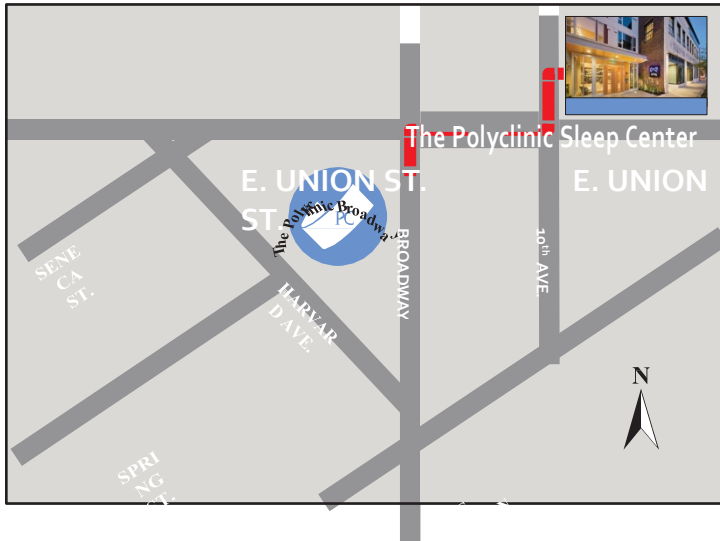 The Polyclinic Sleep Center
E. UNION ST.
E. UNION
ST.
The Polyclinic Broadway
PC
BROADWAY
10th AVE.
SENE
CA
ST.
HARVAR
D AVE.
N
SPRI
NG
ST.